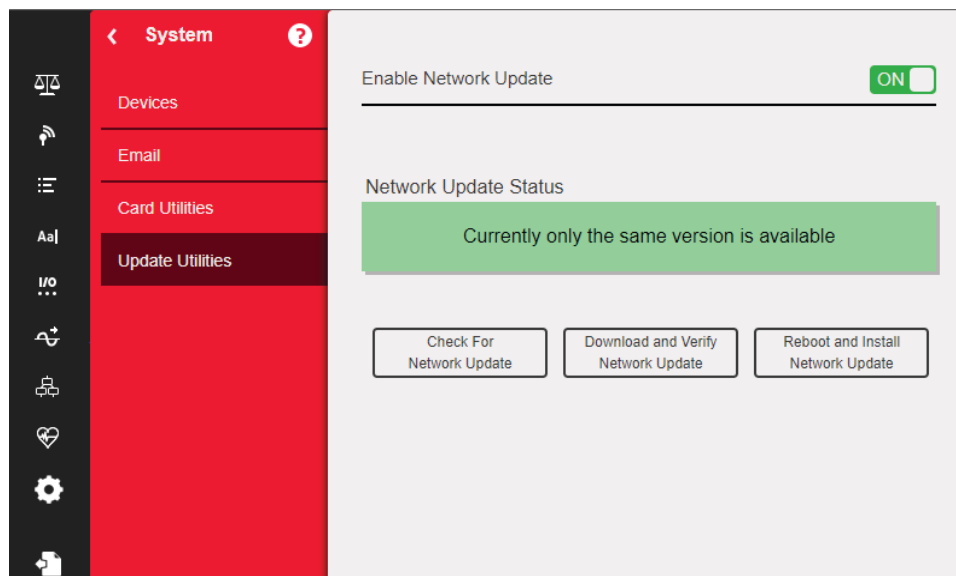 System ?
Devices
Email
Card Utilities
Update Utilities
Aa|
I/O
Enable Network Update ON
Network Update Status
Currently only the same version is available
Check For
Network Update
Download and Verify
Network Update
Reboot and Install
Network Update